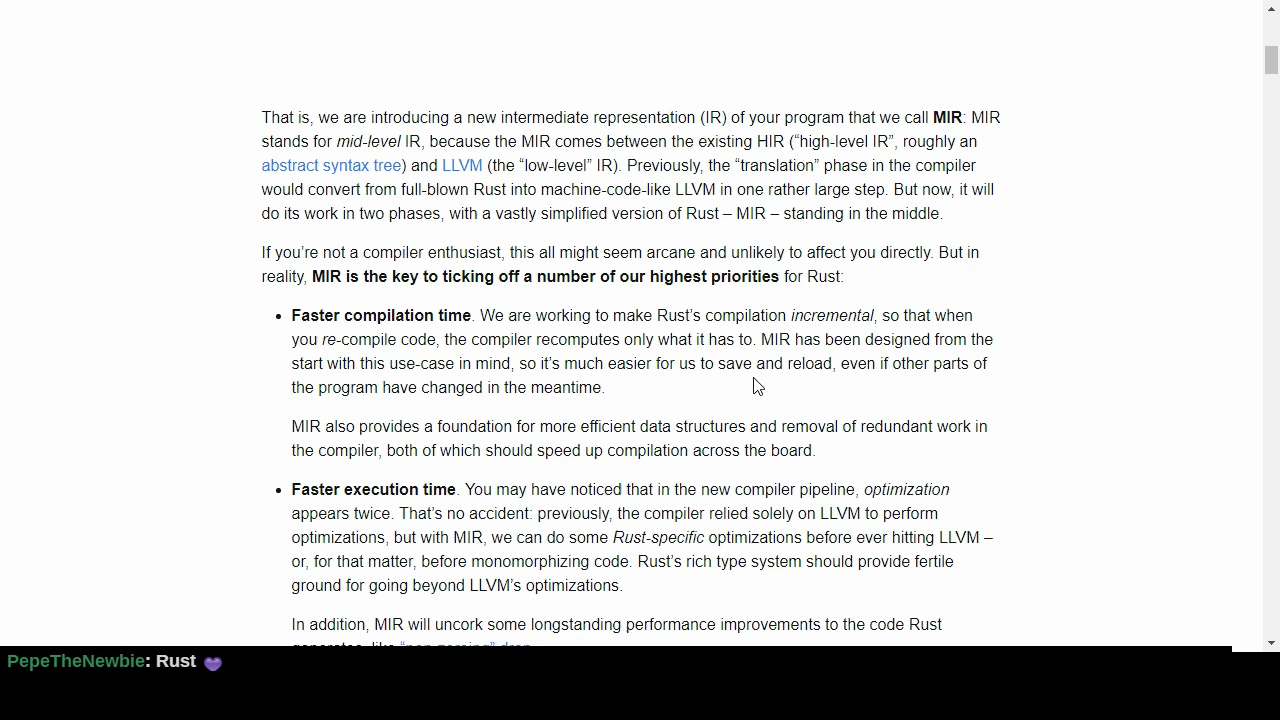 That is, we are introducing a new intermediate representation (IR) of your program that we call MIR: MIR
stands for mid-level IR, because the MIR comes between the existing HIR (“high-level IR”, roughly an
abstract syntax tree) and LLVM (the “low-level” IR). Previously, the “translation” phase in the compiler
would convert from full-blown Rust into machine-code-like LLVM in one rather large step. But now, it will
do its work in two phases, with a vastly simplified version of Rust – MIR – standing in the middle.
If you’re not a compiler enthusiast, this all might seem arcane and unlikely to affect you directly. But in
reality, MIR is the key to ticking off a number of our highest priorities for Rust:
• Faster compilation time. We are working to make Rust’s compilation incremental, so that when
you re-compile code, the compiler recomputes only what it has to. MIR has been designed from the
start with this use-case in mind, so it’s much easier for us to save and reload, even if other parts of
the program have changed in the meantime.
MIR also provides a foundation for more efficient data structures and removal of redundant work in
the compiler, both of which should speed up compilation across the board.
• Faster execution time. You may have noticed that in the new compiler pipeline, optimization
appears twice. That’s no accident: previously, the compiler relied solely on LLVM to perform
optimizations, but with MIR, we can do some Rust-specific optimizations before ever hitting LLVM –
or, for that matter, before monomorphizing code. Rust’s rich type system should provide fertile
ground for going beyond LLVM’s optimizations.
In addition, MIR will uncork some longstanding performance improvements to the code Rust
generates, like “non-zeroing” drop
PepeTheNewbie: Rust